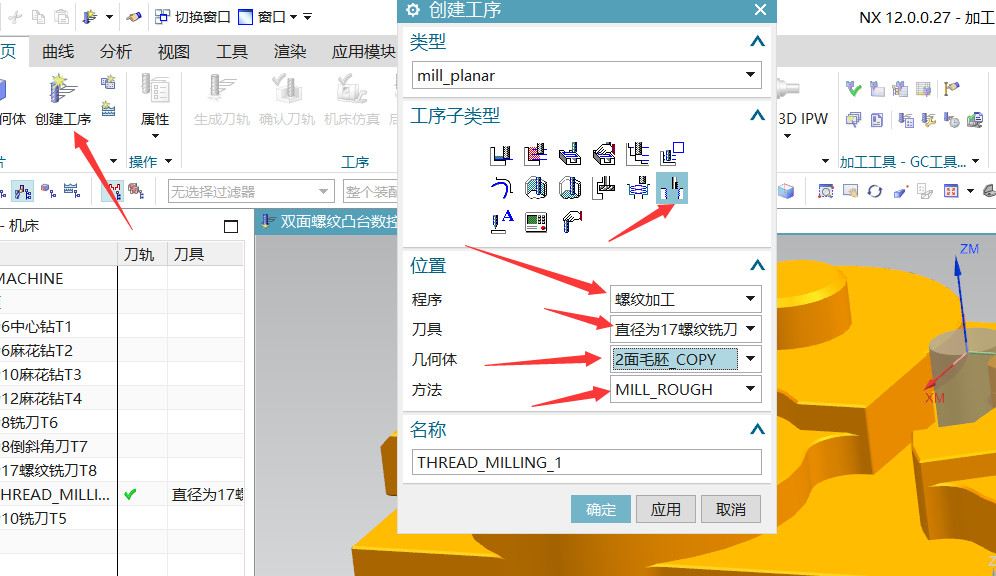 切换窗口 窗口
NX 12.0.0.27 - 加工
页 曲线 分析 视图 工具 渲染 应用模块
何体 创建工序 属性 生成刀轨 确认刀轨 机床仿真
3D IPW
片 操作 工序 加工工具 - GC工具...
无选择过滤器 整个装配
- 机床
双面螺纹凸台数控
刀轨 刀具
MACHINE
6中心钻T1
6麻花钻T2
10麻花钻T3
12麻花钻T4
8铣刀T6
8倒斜角刀T7
17螺纹铣刀T8
HREAD_MILLI... 直径为17螺
10铣刀T5
创建工序
类型
mill_planar
工序子类型
A
位置
程序 螺纹加工
刀具 直径为17螺纹铣刀
几何体 2面毛胚_COPY
方法 MILL_ROUGH
名称
THREAD_MILLING_1
确定 应用 取消
ZM
XM